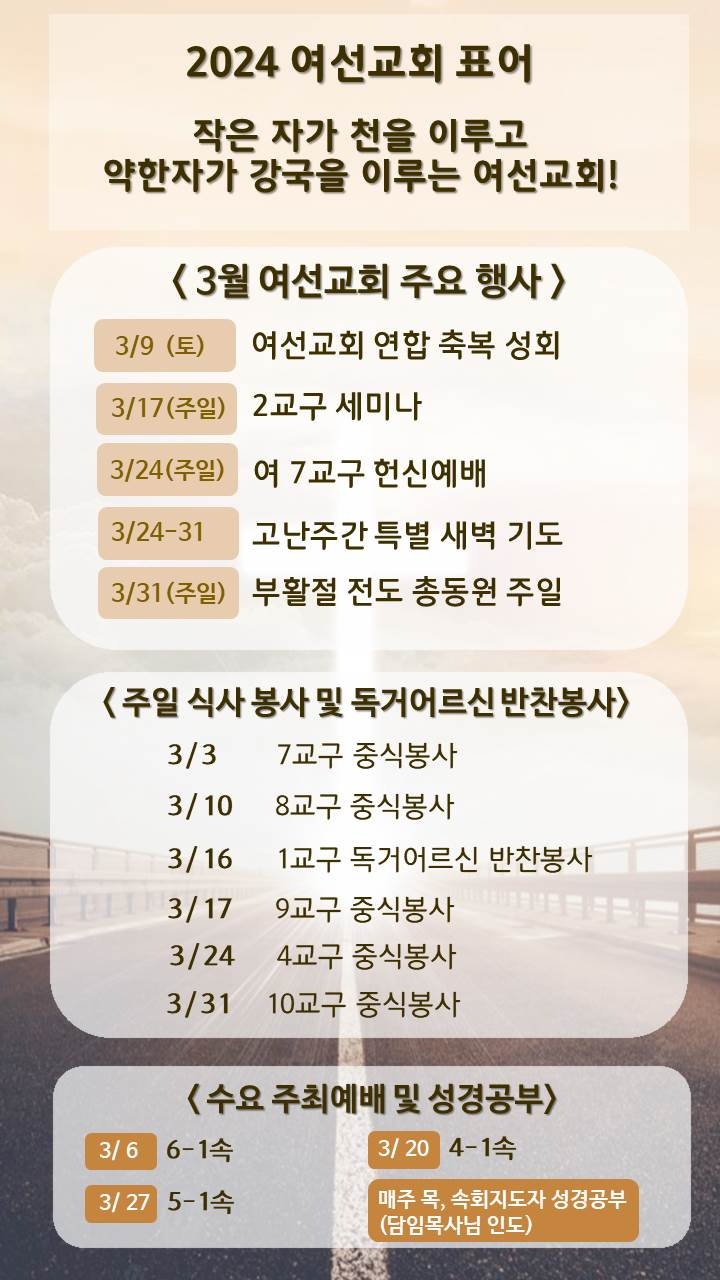 2024 여선교회 표어
작은 자가 천을 이루고
약한자가 강국을 이루는 여선교회!
< 3월 여선교회 주요 행사 >
3/9 (토) 여선교회 연합 축복 성회
3/17(주일) 2교구 세미나
3/24(주일) 여 7교구 헌신예배
3/24-31 고난주간 특별 새벽 기도
3/31(주일) 부활절 전도 총동원 주일
< 주일 식사 봉사 및 독거어르신 반찬봉사>
3/3 7교구 중식봉사
3/10 8교구 중식봉사
3/16 1교구 독거어르신 반찬봉사
3/17 9교구 중식봉사
3/24 4교구 중식봉사
3/31 10교구 중식봉사
< 수요 주최예배 및 성경공부>
3/ 6 6-1속 3/ 20 4-1속
3/ 27 5-1속
매주 목, 속회지도자 성경공부
(담임목사님 인도)